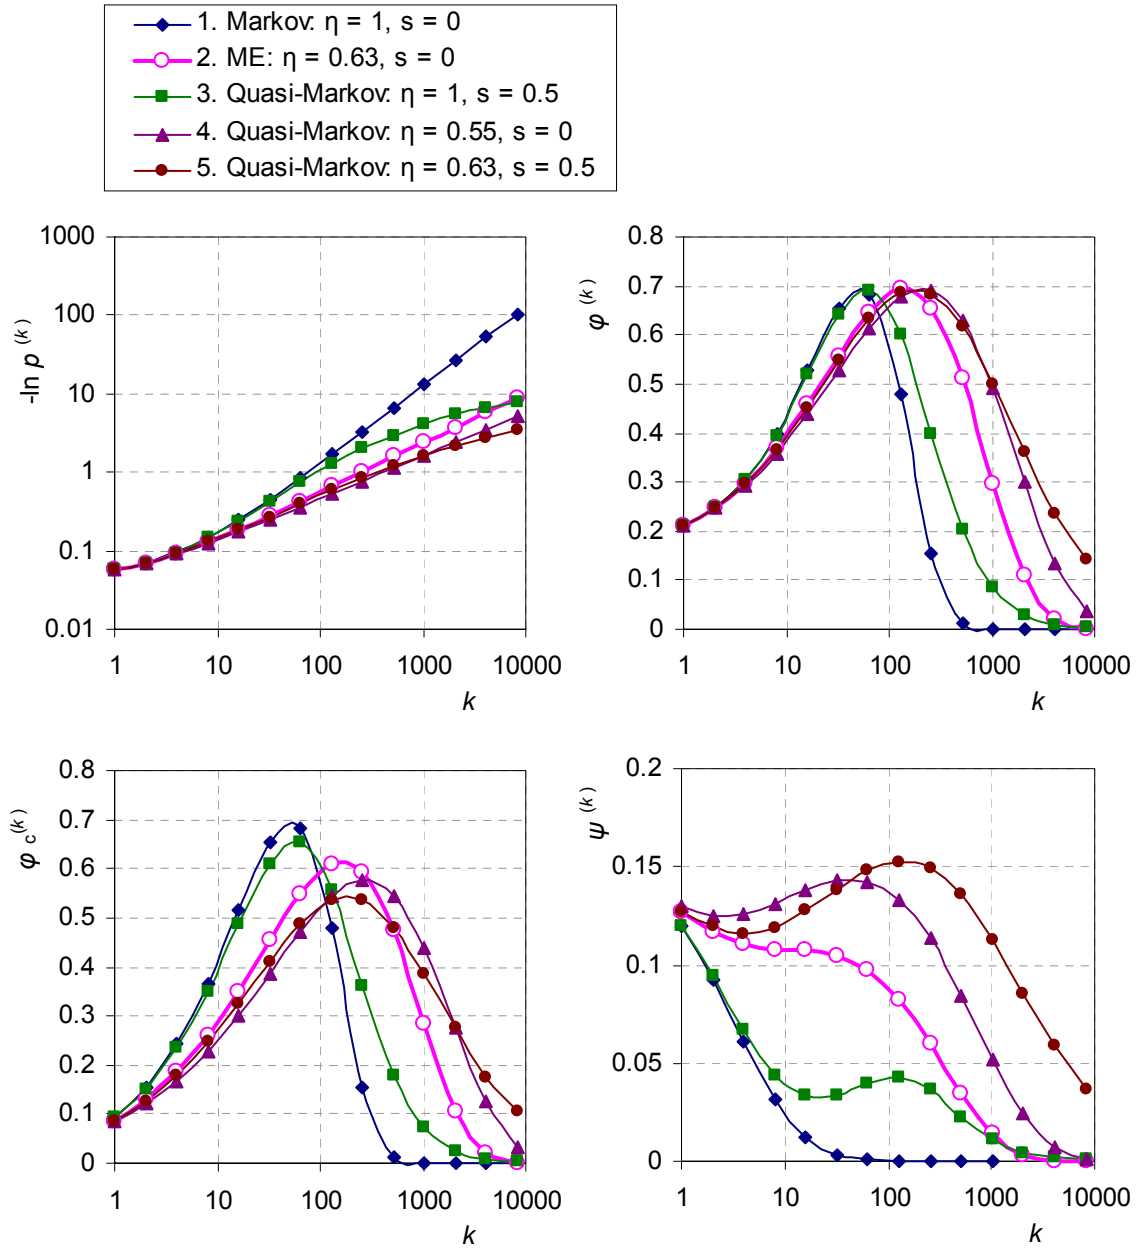 1. Markov: η = 1, s = 0
2. ME: η = 0.63, s = 0
3. Quasi-Markov: η = 1, s = 0.5
4. Quasi-Markov: η = 0.55, s = 0
5. Quasi-Markov: η = 0.63, s = 0.5
-ln p (k)
1000
100
10
1
0.1
0.01
1 10 100 1000 10000
k
φ (k)
0.8
0.7
0.6
0.5
0.4
0.3
0.2
0.1
0
1 10 100 1000 10000
k
φ c (k)
0.8
0.7
0.6
0.5
0.4
0.3
0.2
0.1
0
1 10 100 1000 10000
k
ψ (k)
0.2
0.15
0.1
0.05
0
1 10 100 1000 10000
k